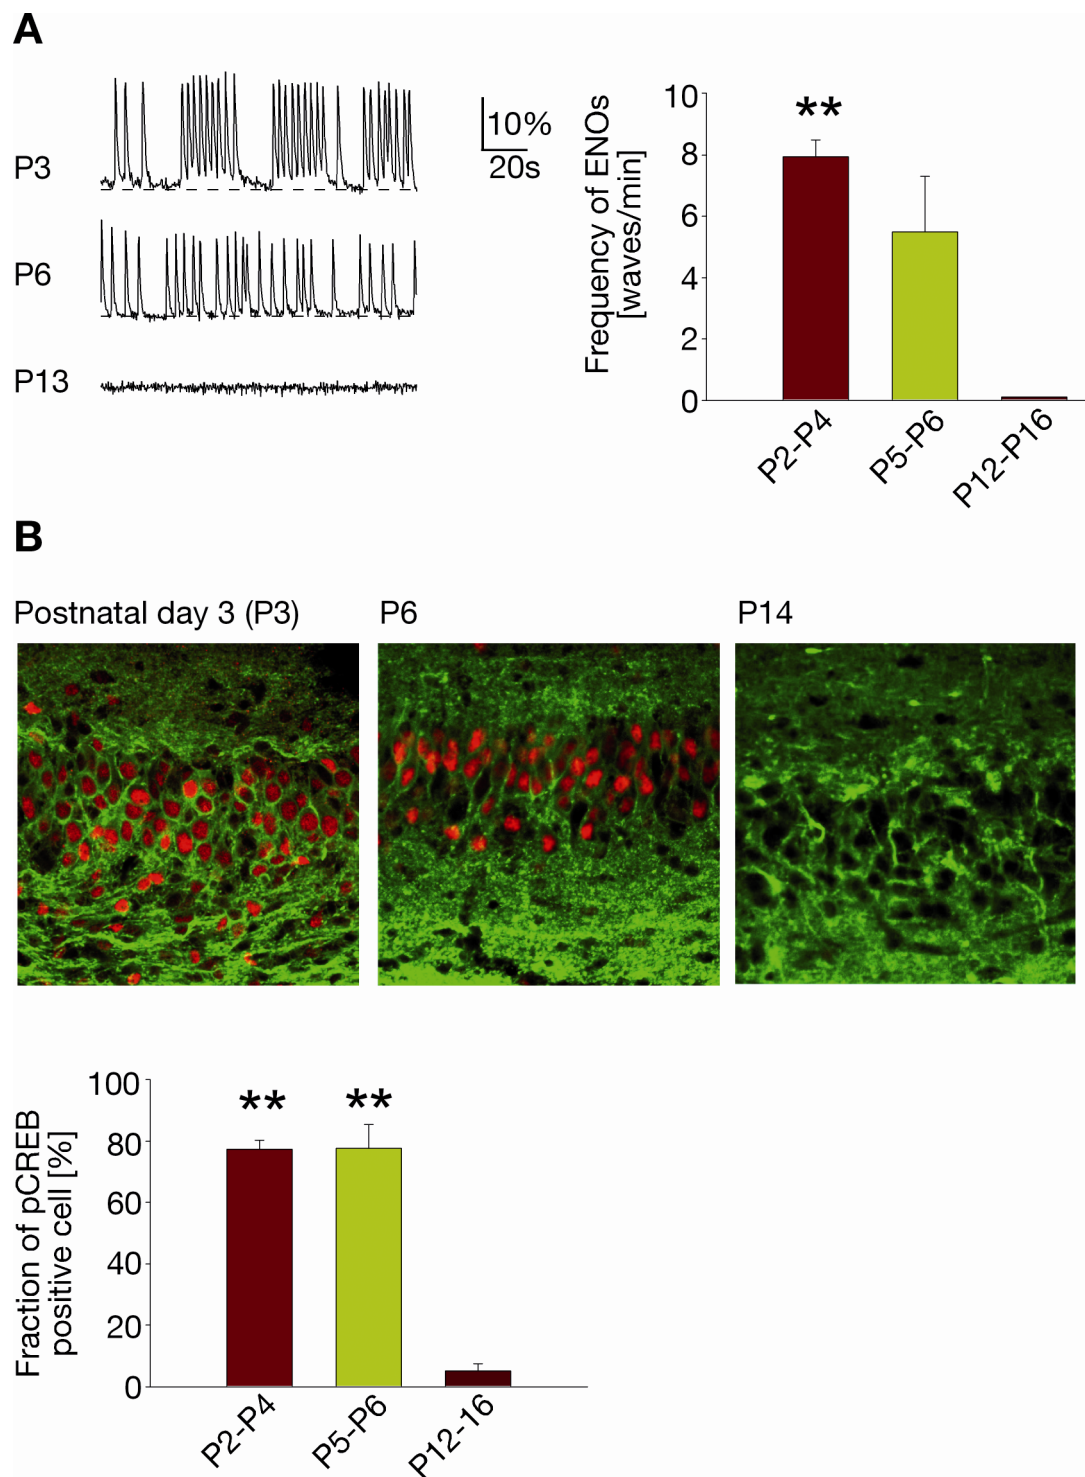 A
P3
P6
P13
10%
20s
Frequency of ENOs
[waves/min]
10
8
6
4
2
0
**
P2-P4
P5-P6
P12-P16
B
Postnatal day 3 (P3)
P6
P14
Fraction of pCREB
positive cell [%]
100
80
60
40
20
0
**
**
P2-P4
P5-P6
P12-16